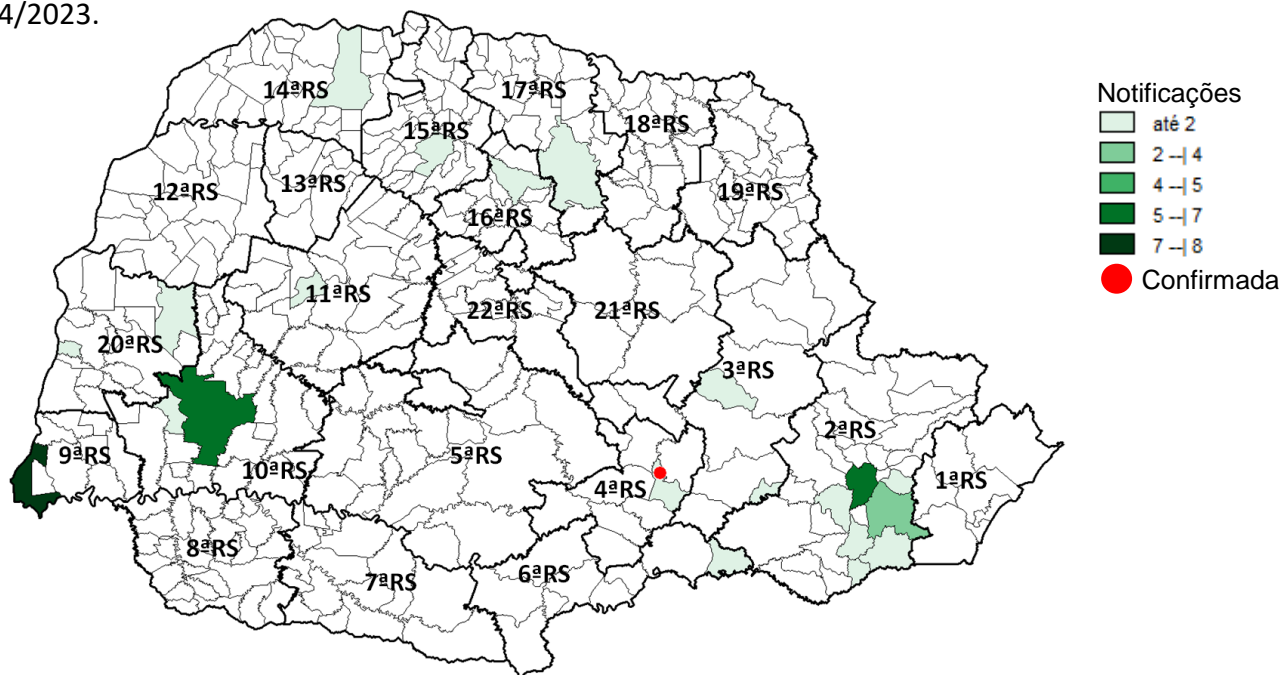 4/2023.
14ªRS
17ªRS
15ªRS
18ªRS
12ªRS
13ªRS
19ªRS
16ªRS
11ªRS
22ªRS
21ªRS
20ªRS
3ªRS
2ªRS
9ªRS
10ªRS
5ªRS
4ªRS
1ªRS
8ªRS
7ªRS
6ªRS
Notificações
até 2
2 --| 4
4 --| 5
5 --| 7
7 --| 8
Confirmada